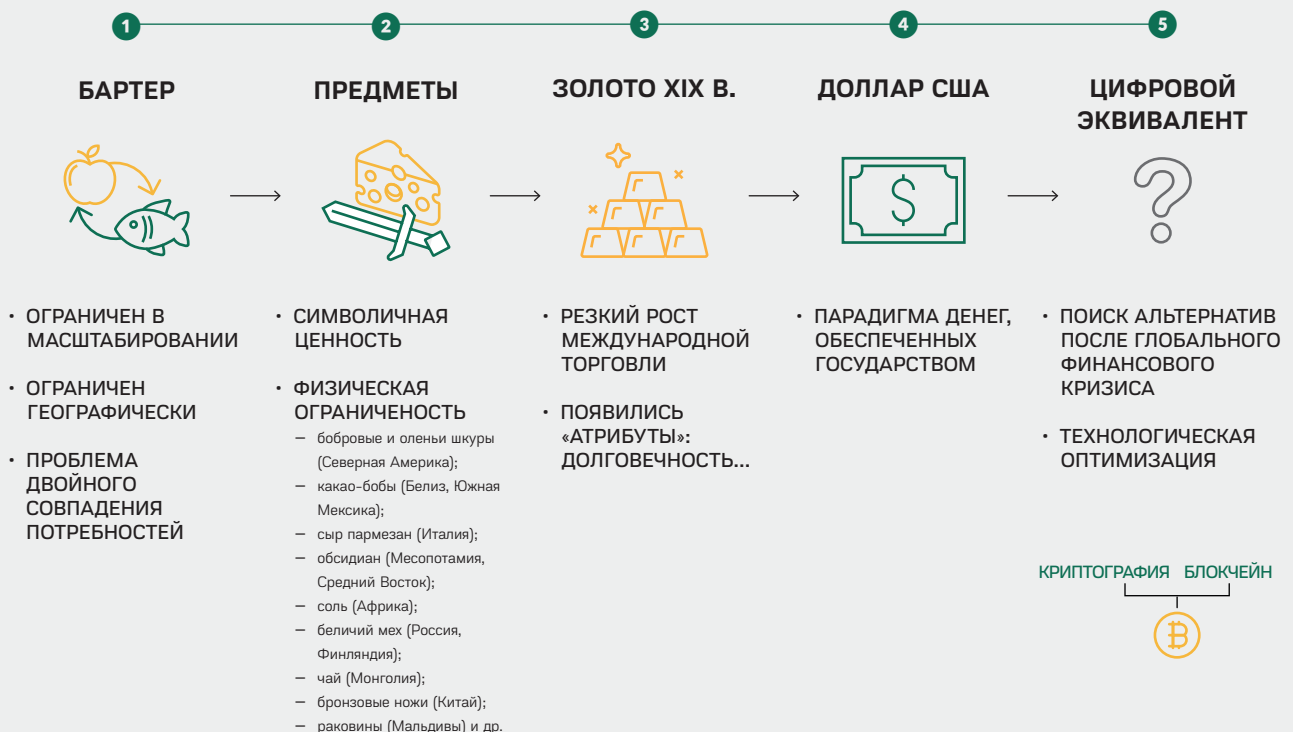 1
2
3
4
5
БАРТЕР
ПРЕДМЕТЫ
ЗОЛОТО XIX В.
ДОЛЛАР США
ЦИФРОВОЙ
ЭКВИВАЛЕНТ
$
?
• ОГРАНИЧЕН В
МАСШТАБИРОВАНИИ
• ОГРАНИЧЕН
ГЕОГРАФИЧЕСКИ
• ПРОБЛЕМА
ДВОЙНОГО
СОВПАДЕНИЯ
ПОТРЕБНОСТЕЙ
• СИМВОЛИЧНАЯ
ЦЕННОСТЬ
• ФИЗИЧЕСКАЯ
ОГРАНИЧЕНОСТЬ
— бобровые и оленьи шкуры
(Северная Америка);
— какао-бобы (Белиз, Южная
Мексика);
— сыр пармезан (Италия);
— обсидиан (Месопотамия,
Средний Восток);
— соль (Африка);
— беличий мех (Россия,
Финляндия);
— чай (Монголия);
— бронзовые ножи (Китай);
— раковины (Мальдивы) и др.
• РЕЗКИЙ РОСТ
МЕЖДУНАРОДНОЙ
ТОРГОВЛИ
• ПОЯВИЛИСЬ
«АТРИБУТЫ»:
ДОЛГОВЕЧНОСТЬ...
• ПАРАДИГМА ДЕНЕГ,
ОБЕСПЕЧЕННЫХ
ГОСУДАРСТВОМ
• ПОИСК АЛЬТЕРНАТИВ
ПОСЛЕ ГЛОБАЛЬНОГО
ФИНАНСОВОГО
КРИЗИСА
• ТЕХНОЛОГИЧЕСКАЯ
ОПТИМИЗАЦИЯ
КРИПТОГРАФИЯ БЛОКЧЕЙН
₿